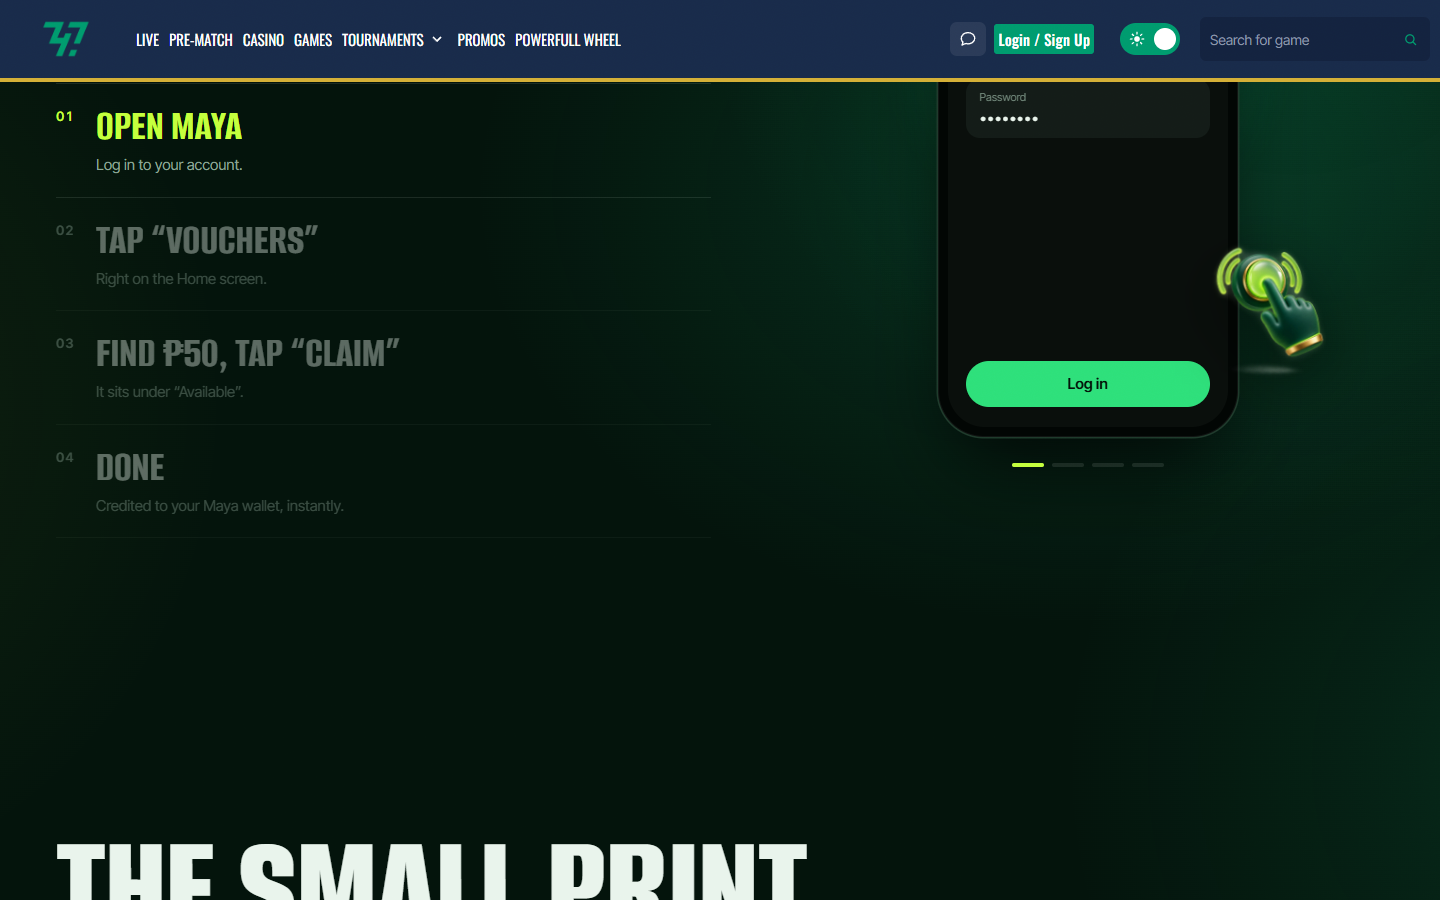 LIVE PRE-MATCH CASINO GAMES TOURNAMENTS PROMOS POWERFULL WHEEL Login / Sign Up Search for game
01 OPEN MAYA
Log in to your account.
02 TAP “VOUCHERS”
Right on the Home screen.
03 FIND ₱50, TAP “CLAIM”
It sits under “Available”.
04 DONE
Credited to your Maya wallet, instantly.
Password
••••••••
Log in
THE SMALL PRINT